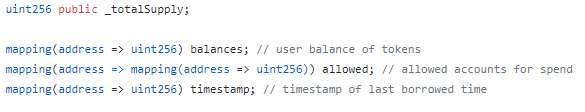 uint256 public _totalSupply;
mapping(address => uint256) balances; // user balance of tokens
mapping(address => mapping(address => uint256)) allowed; // allowed accounts for spend
mapping(address => uint256) timestamp; // timestamp of last borrowed time